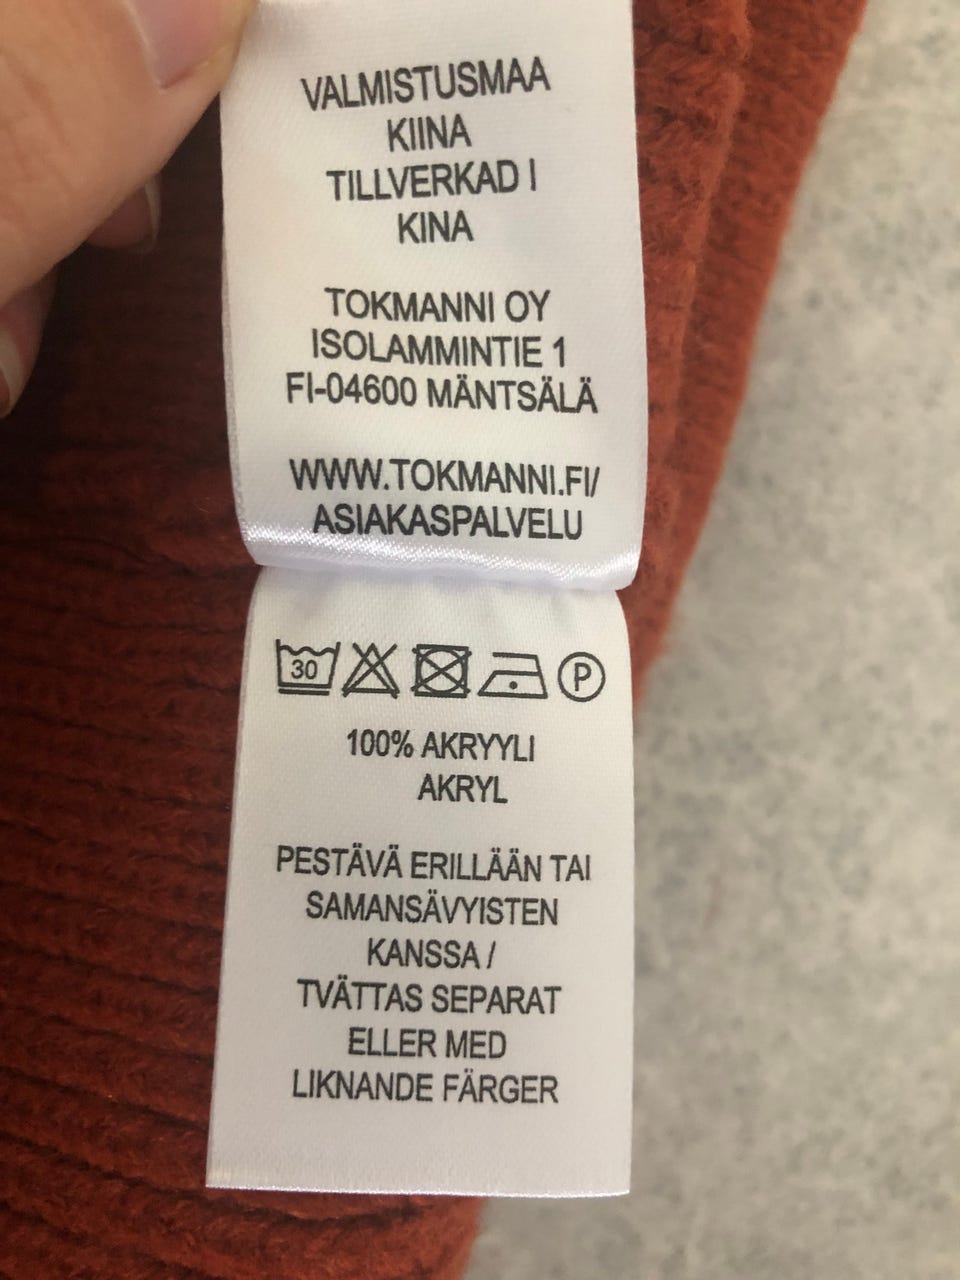 VALMISTUSMAA
KIINA
TILLVERKAD I
KINA
TOKMANNI OY
ISOLAMMINTIE 1
FI-04600 MÄNTSÄLÄ
WWW.TOKMANNI.FI/
ASIAKASPALVELU
30 P
100% AKRYYLI
AKRYL
PESTÄVÄ ERILLÄÄN TAI
SAMANSÄVYISTEN
KANSSA /
TVÄTTAS SEPARAT
ELLER MED
LIKNANDE FÄRGER